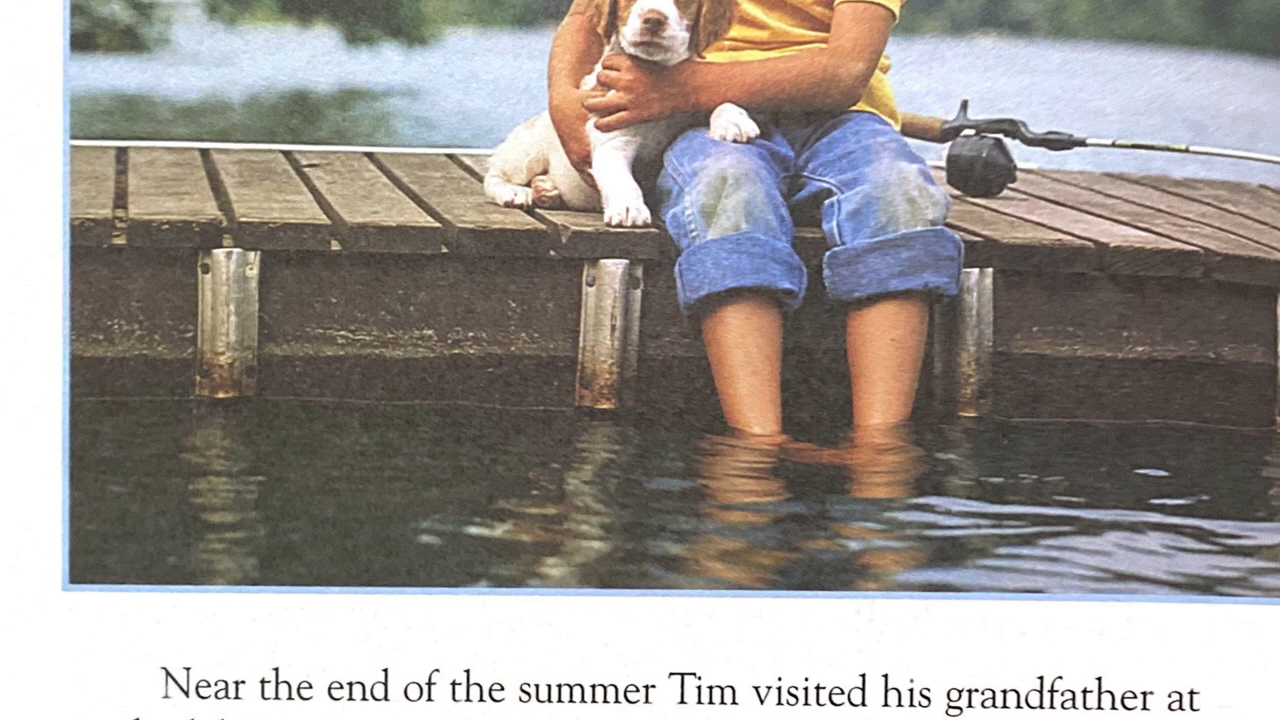 Near the end of the summer Tim visited his grandfather at